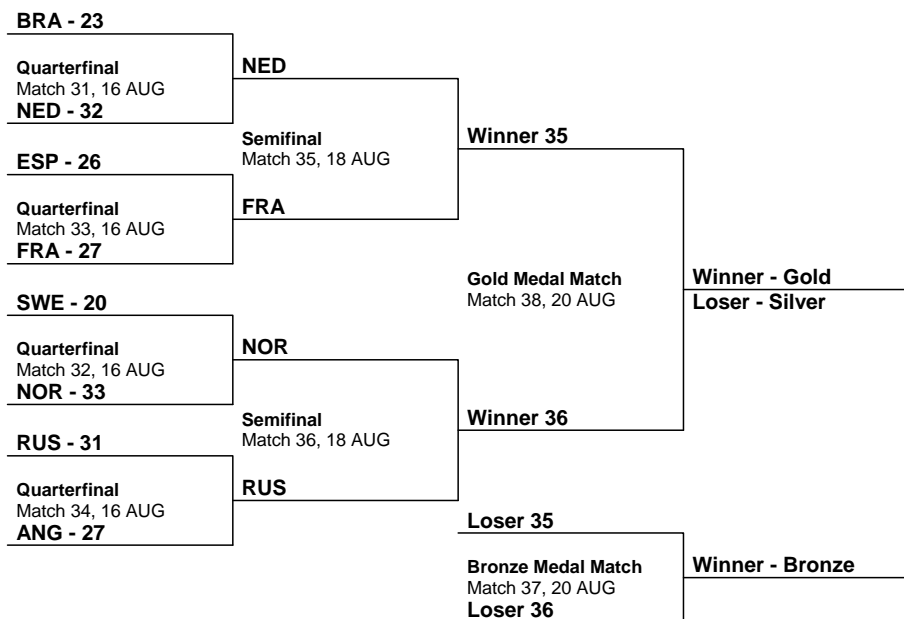 BRA - 23
Quarterfinal
Match 31, 16 AUG
NED - 32
NED
Semifinal
Match 35, 18 AUG
ESP - 26
Quarterfinal
Match 33, 16 AUG
FRA - 27
FRA
Winner 35
Gold Medal Match
Match 38, 20 AUG
Winner - Gold
Loser - Silver
SWE - 20
Quarterfinal
Match 32, 16 AUG
NOR - 33
NOR
Semifinal
Match 36, 18 AUG
RUS - 31
Quarterfinal
Match 34, 16 AUG
ANG - 27
RUS
Winner 36
Loser 35
Bronze Medal Match
Match 37, 20 AUG
Loser 36
Winner - Bronze